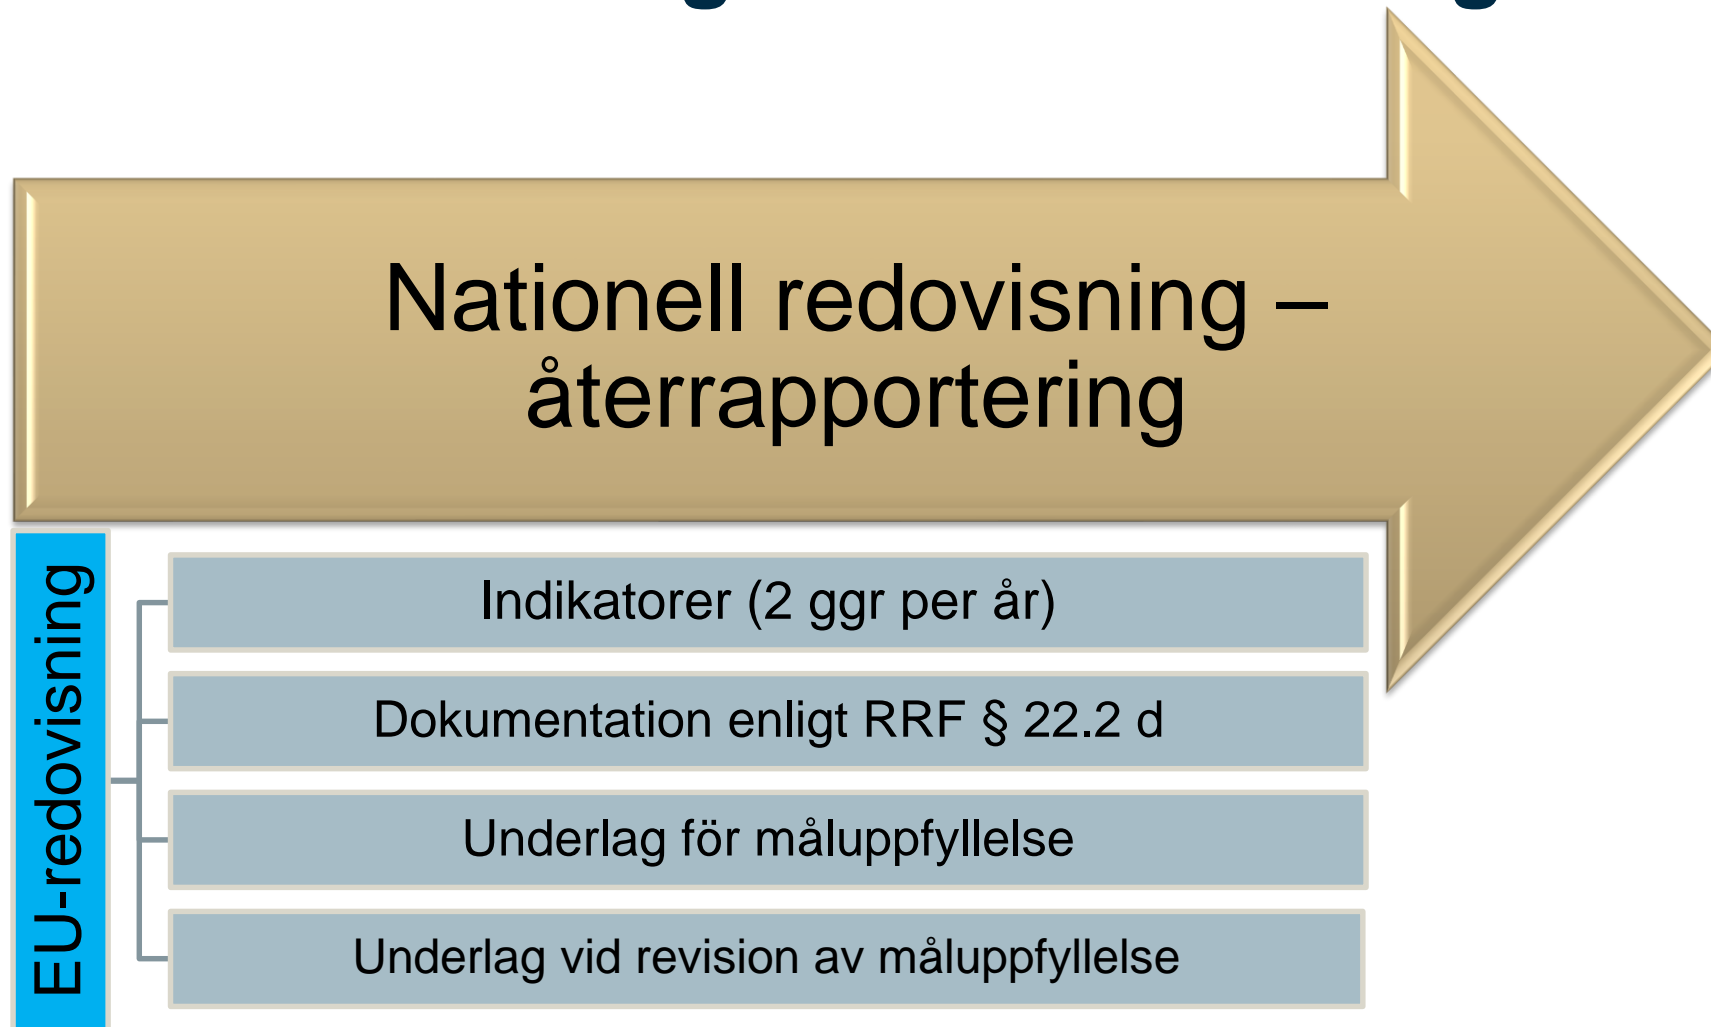 Nationell redovisning –
återrapportering
EU-redovisning
Indikatorer (2 ggr per år)
Dokumentation enligt RRF § 22.2 d
Underlag för måluppfyllelse
Underlag vid revision av måluppfyllelse